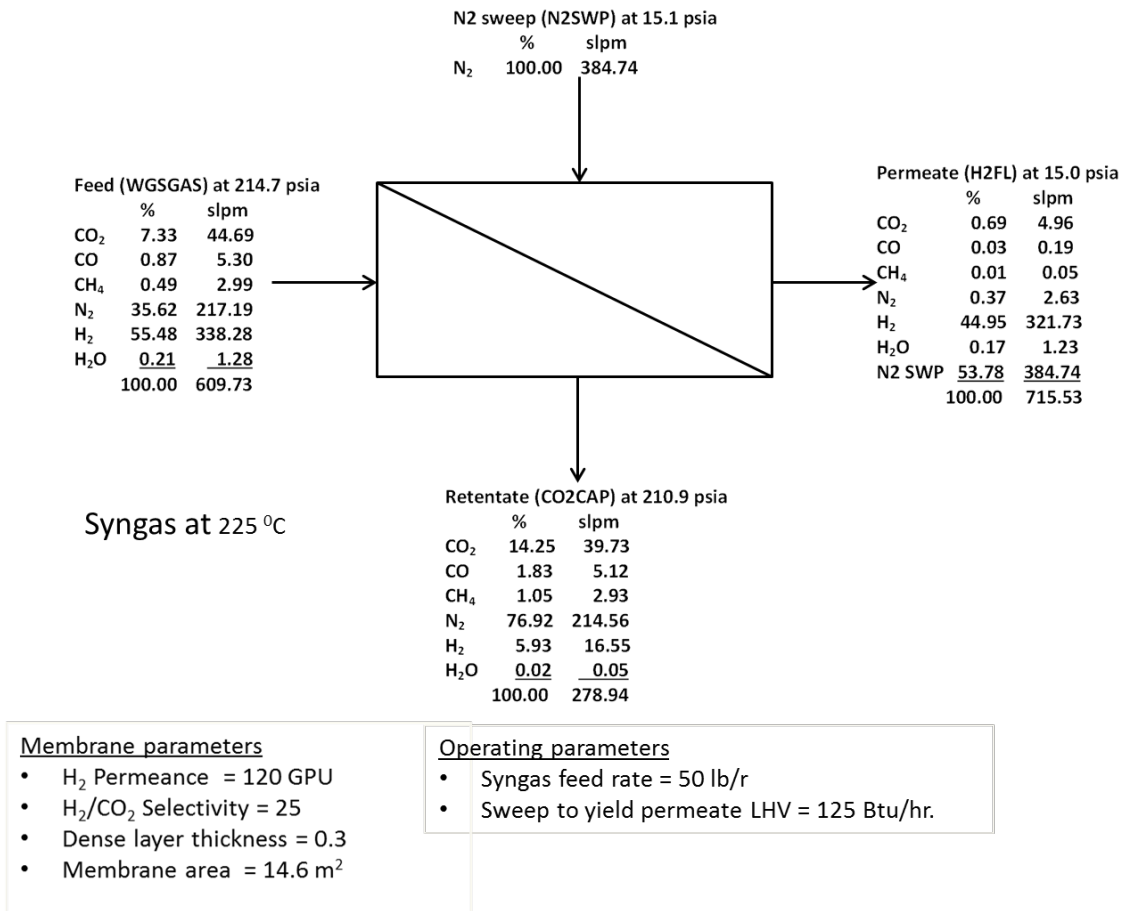 N2 sweep (N2SWP) at 15.1 psia
% slpm
N₂ 100.00 384.74
Feed (WGSGAS) at 214.7 psia
% slpm
CO₂ 7.33 44.69
CO 0.87 5.30
CH₄ 0.49 2.99
N₂ 35.62 217.19
H₂ 55.48 338.28
H₂O 0.21 1.28
100.00 609.73
Permeate (H2FL) at 15.0 psia
% slpm
CO₂ 0.69 4.96
CO 0.03 0.19
CH₄ 0.01 0.05
N₂ 0.37 2.63
H₂ 44.95 321.73
H₂O 0.17 1.23
N2 SWP 53.78 384.74
100.00 715.53
Retentate (CO2CAP) at 210.9 psia
% slpm
CO₂ 14.25 39.73
CO 1.83 5.12
CH₄ 1.05 2.93
N₂ 76.92 214.56
H₂ 5.93 16.55
H₂O 0.02 0.05
100.00 278.94
Syngas at 225 ⁰C
Membrane parameters
• H₂ Permeance = 120 GPU
• H₂/CO₂ Selectivity = 25
• Dense layer thickness = 0.3
• Membrane area = 14.6 m²
Operating parameters
• Syngas feed rate = 50 lb/r
• Sweep to yield permeate LHV = 125 Btu/hr.